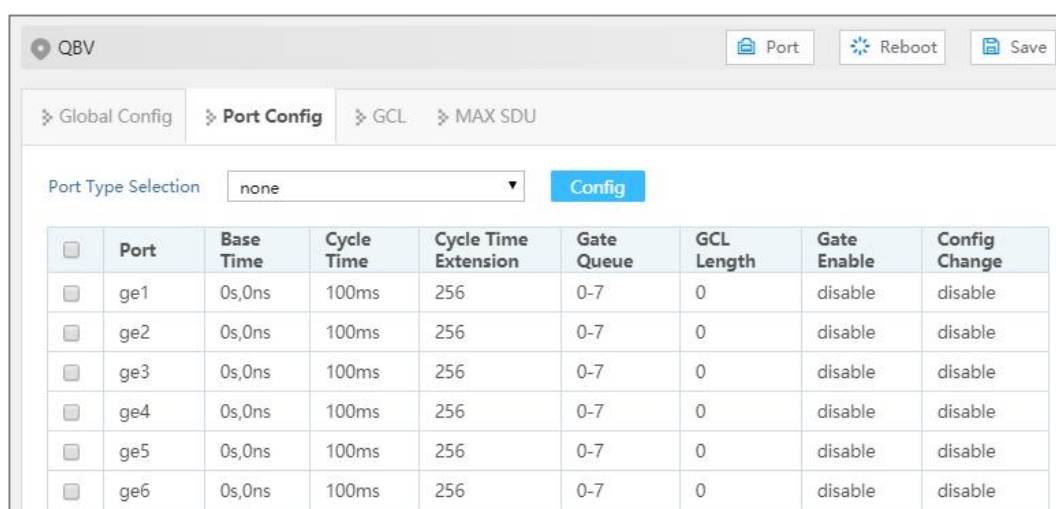 QBV Port Reboot Save
Global Config Port Config GCL MAX SDU
Port Type Selection none Config
Port Base Time Cycle Time Cycle Time Extension Gate Queue GCL Length Gate Enable Config Change
ge1 0s,0ns 100ms 256 0-7 0 disable disable
ge2 0s,0ns 100ms 256 0-7 0 disable disable
ge3 0s,0ns 100ms 256 0-7 0 disable disable
ge4 0s,0ns 100ms 256 0-7 0 disable disable
ge5 0s,0ns 100ms 256 0-7 0 disable disable
ge6 0s,0ns 100ms 256 0-7 0 disable disable